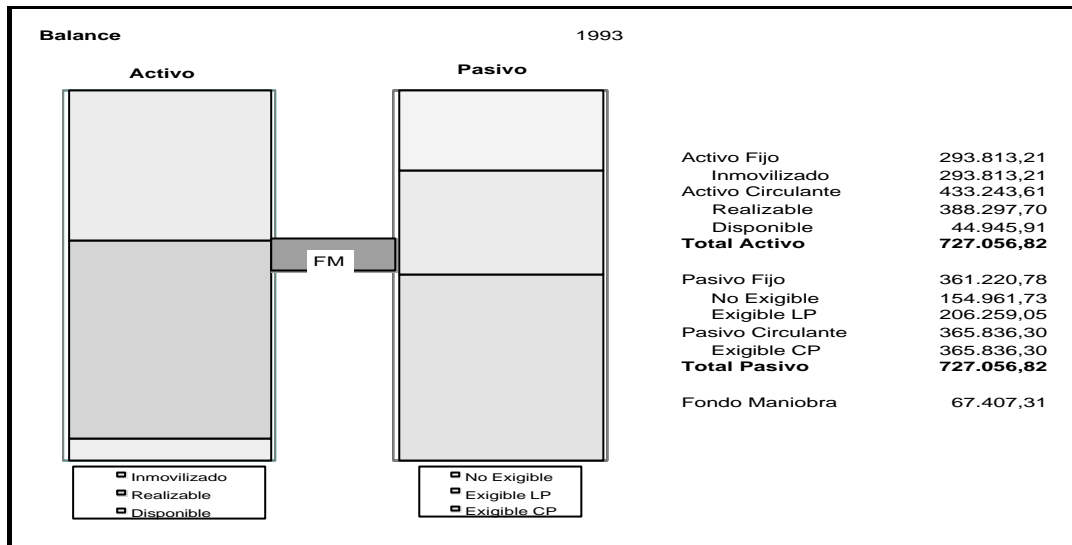 Balance 1993
Activo Pasivo
FM
Inmovilizado
Realizable
Disponible
No Exigible
Exigible LP
Exigible CP
Activo Fijo 293.813,21
Inmovilizado 293.813,21
Activo Circulante 433.243,61
Realizable 388.297,70
Disponible 44.945,91
Total Activo 727.056,82
Pasivo Fijo 361.220,78
No Exigible 154.961,73
Exigible LP 206.259,05
Pasivo Circulante 365.836,30
Exigible CP 365.836,30
Total Pasivo 727.056,82
Fondo Maniobra 67.407,31